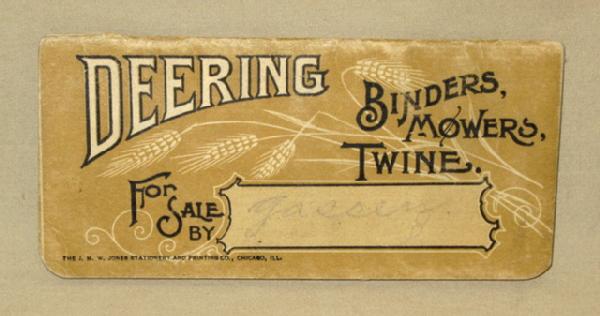 DEERING
BINDERS,
MOWERS,
TWINE.
FOR SALE
BY
THE J. M. W. JONES STATIONERY AND PRINTING CO., CHICAGO, ILL.